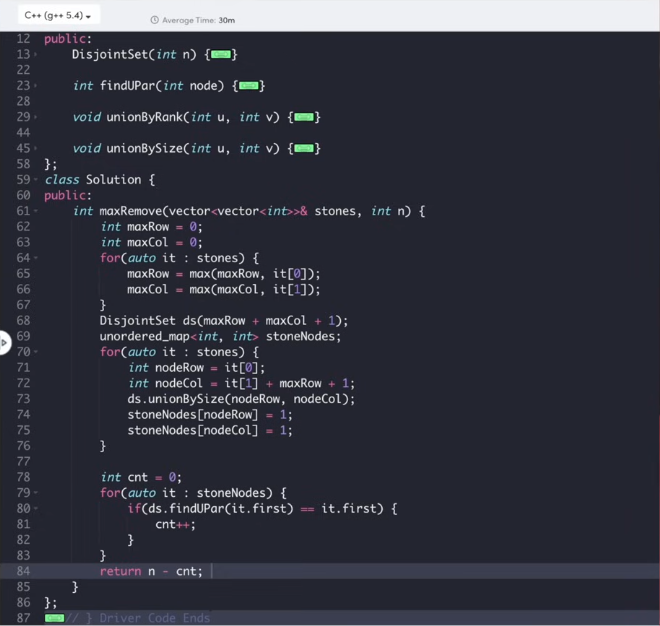 C++ (g++ 5.4)
Average Time: 30m
12 public:
13 DisjointSet(int n) {}
22
23 int findUPar(int node) {}
28
29 void unionByRank(int u, int v) {}
44
45 void unionBySize(int u, int v) {}
58 };
59 class Solution {
60 public:
61 int maxRemove(vector<vector<int>>& stones, int n) {
62 int maxRow = 0;
63 int maxCol = 0;
64 for(auto it : stones) {
65 maxRow = max(maxRow, it[0]);
66 maxCol = max(maxCol, it[1]);
67 }
68 DisjointSet ds(maxRow + maxCol + 1);
69 unordered_map<int, int> stoneNodes;
70 for(auto it : stones) {
71 int nodeRow = it[0];
72 int nodeCol = it[1] + maxRow + 1;
73 ds.unionBySize(nodeRow, nodeCol);
74 stoneNodes[nodeRow] = 1;
75 stoneNodes[nodeCol] = 1;
76 }
77
78 int cnt = 0;
79 for(auto it : stoneNodes) {
80 if(ds.findUPar(it.first) == it.first) {
81 cnt++;
82 }
83 }
84 return n - cnt;
85 }
86 };
87 // } Driver Code Ends